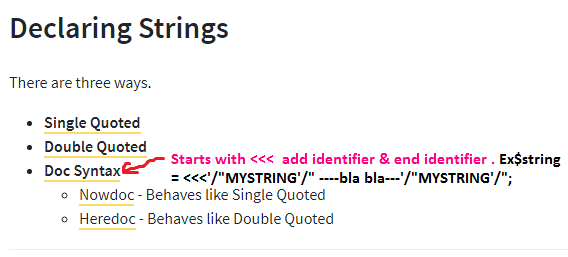 Declaring Strings
There are three ways.
Single Quoted
Double Quoted
Doc Syntax
Starts with <<< add identifier & end identifier . Ex$string
= <<<'/"MYSTRING'/" ----bla bla---'/"MYSTRING'/";
Nowdoc - Behaves like Single Quoted
Heredoc - Behaves like Double Quoted